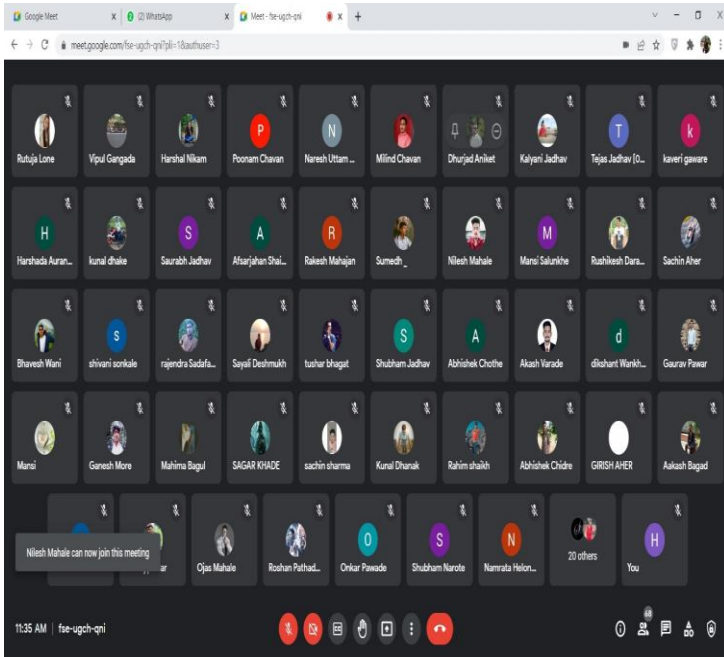 Google Meet (2) WhatsApp Meet - fse-ugch-qni
meet.google.com/fse-ugch-qni?pli=1&authuser=3
Rutuja Lone Vipul Gangada Harshal Nikam Poonam Chavan Naresh Uttam ... Milind Chavan Dhurjad Aniket Kalyani Jadhav Tejas Jadhav [0... kaveri gaware
P N T k
Harshada Auran... kunal dhake Saurabh Jadhav Afsarjahan Shai... Rakesh Mahajan Sumedh _ Nilesh Mahale Mansi Salunkhe Rushikesh Dara... Sachin Aher
H S A R M
Bhavesh Wani shivani sonkale rajendra Sadafa... Sayali Deshmukh tushar bhagat Shubham Jadhav Abhishek Chothe Akash Varade dikshant Wankh... Gaurav Pawar
s S A d
Mansi Ganesh More Mahima Bagul SAGAR KHADE sachin sharma Kunal Dhanak Rahim shaikh Abhishek Chidre GIRISH AHER Aakash Bagad
O S N H
Nilesh Mahale can now join this meeting
ar Ojas Mahale Roshan Pathad... Onkar Pawade Shubham Narote Namrata Helon... 20 others You
11:35 AM | fse-ugch-qni
68